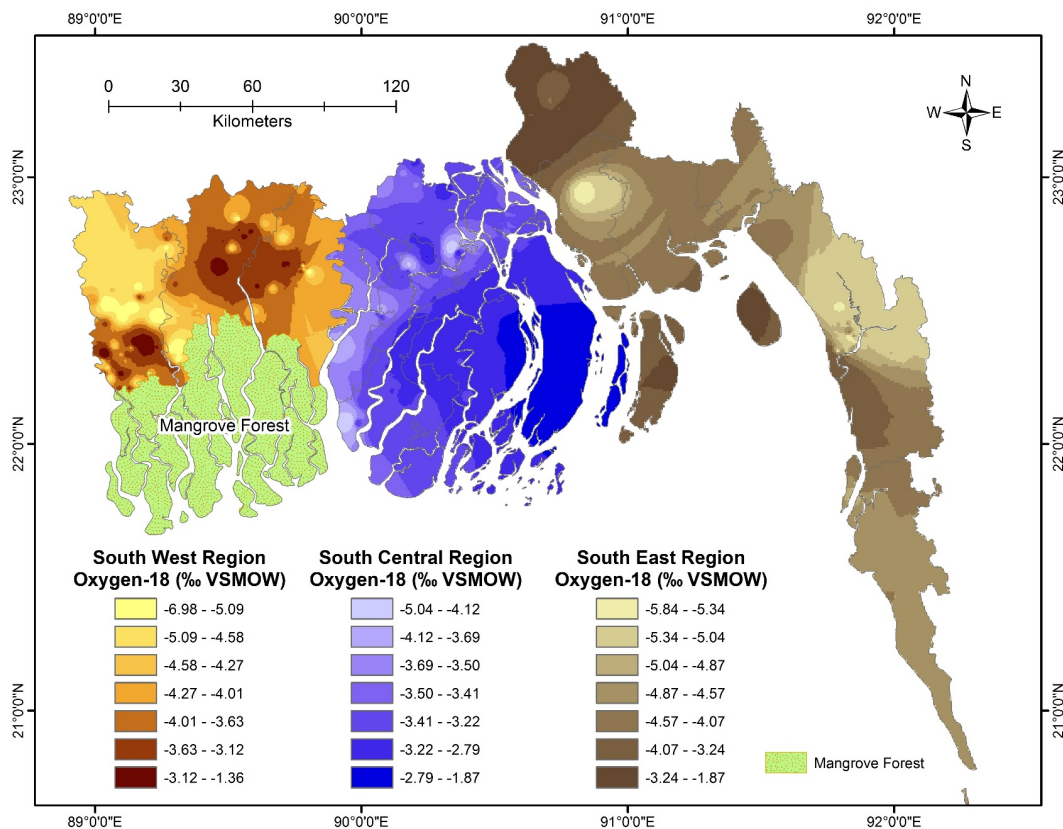 89°0'0"E
90°0'0"E
91°0'0"E
92°0'0"E
0
30
60
120
Kilometers
N
W
E
S
23°0'0"N
23°0'0"N
22°0'0"N
22°0'0"N
21°0'0"N
21°0'0"N
Mangrove Forest
South West Region
Oxygen-18 (‰ VSMOW)
-6.98 - -5.09
-5.09 - -4.58
-4.58 - -4.27
-4.27 - -4.01
-4.01 - -3.63
-3.63 - -3.12
-3.12 - -1.36
South Central Region
Oxygen-18 (‰ VSMOW)
-5.04 - -4.12
-4.12 - -3.69
-3.69 - -3.50
-3.50 - -3.41
-3.41 - -3.22
-3.22 - -2.79
-2.79 - -1.87
South East Region
Oxygen-18 (‰ VSMOW)
-5.84 - -5.34
-5.34 - -5.04
-5.04 - -4.87
-4.87 - -4.57
-4.57 - -4.07
-4.07 - -3.24
-3.24 - -1.87
Mangrove Forest
89°0'0"E
90°0'0"E
91°0'0"E
92°0'0"E